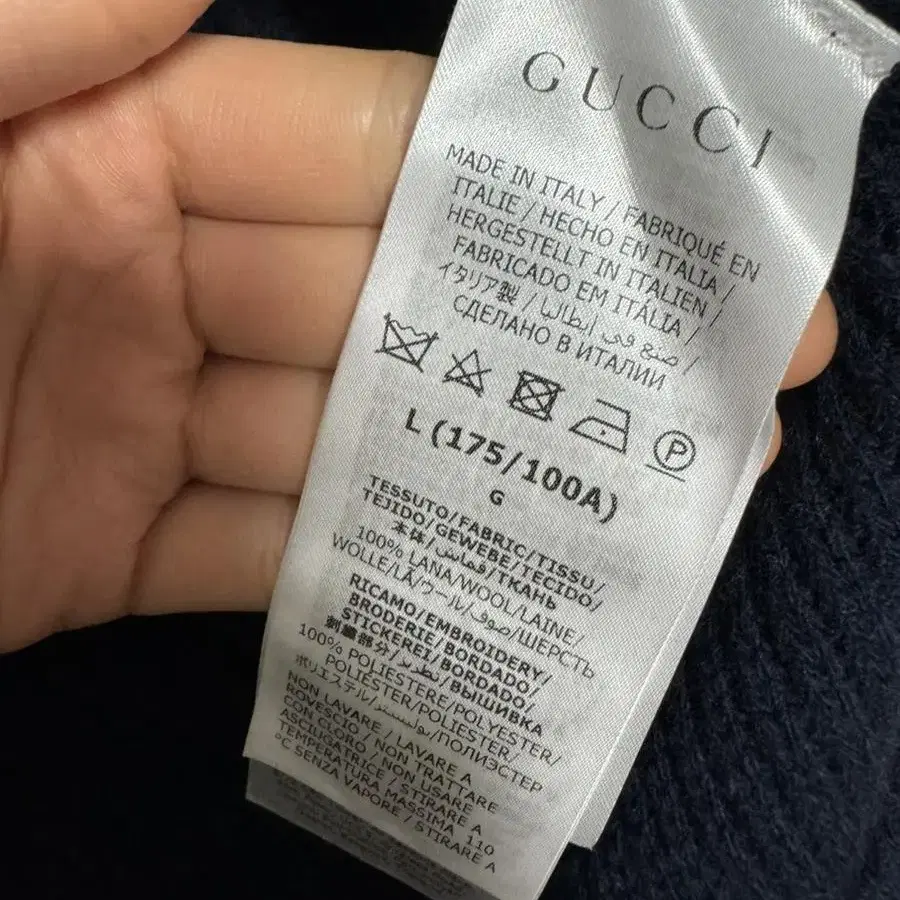 GUCCI
MADE IN ITALY / FABRIQUÉ EN
ITALIE / HECHO EN ITALIA /
HERGESTELLT IN ITALIEN /
FABRICADO EM ITÁLIA /
イタリア製 / صنع في إيطاليا /
СДЕЛАНО В ИТАЛИИ
P
L (175/100A)
G
TESSUTO/FABRIC/TISSU/
TEJIDO/GEWEBE/TECIDO/
本体/قماش/ТКАНЬ
100% LANA/WOOL/LAINE/
WOLLE/LÃ/ウール/صوف/ШЕРСТЬ
RICAMO/EMBROIDERY/
BRODERIE/BORDADO/
STICKEREI/BORDADO/
刺繍部分/تطريز/ВЫШИВКА
100% POLIESTERE/POLYESTER/
POLIESTER/POLYESTER/
ポリエステル/بوليستر/ПОЛИЭСТЕР
NON LAVARE / LAVARE A
ROVESCIO / NON TRATTARE
CON CLORO / NON USARE
ASCIUGATRICE / STIRARE A
TEMPERATURA MASSIMA 110
°C SENZA VAPORE / STIRARE A